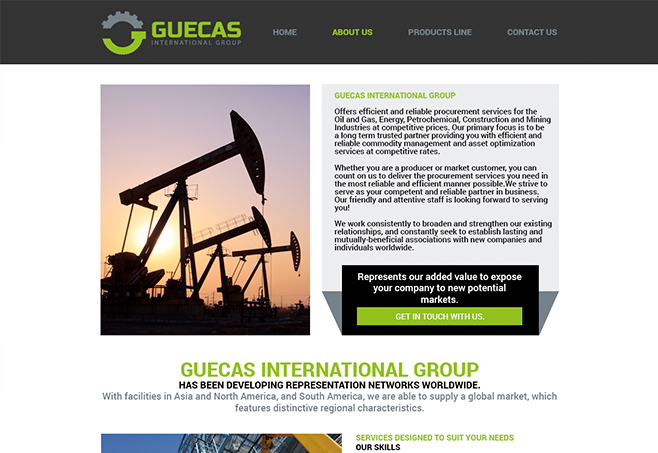 GUECAS
INTERNATIONAL GROUP
HOME
ABOUT US
PRODUCTS LINE
CONTACT US
GUECAS INTERNATIONAL GROUP
Offers efficient and reliable procurement services for the
Oil and Gas, Energy, Petrochemical, Construction and Mining
Industries at competitive prices. Our primary focus is to be
a long term trusted partner providing you with efficient and
reliable commodity management and asset optimization
services at competitive rates.
Whether you are a producer or market customer, you can
count on us to deliver the procurement services you need in
the most reliable and efficient manner possible.We strive to
serve as your competent and reliable partner in business.
Our friendly and attentive staff is looking forward to serving
you!
We work consistently to broaden and strengthen our existing
relationships, and constantly seek to establish lasting and
mutually-beneficial associations with new companies and
individuals worldwide.
Represents our added value to expose
your company to new potential
markets.
GET IN TOUCH WITH US.
GUECAS INTERNATIONAL GROUP
HAS BEEN DEVELOPING REPRESENTATION NETWORKS WORLDWIDE.
With facilities in Asia and North America, and South America, we are able to supply a global market, which
features distinctive regional characteristics.
SERVICES DESIGNED TO SUIT YOUR NEEDS
OUR SKILLS